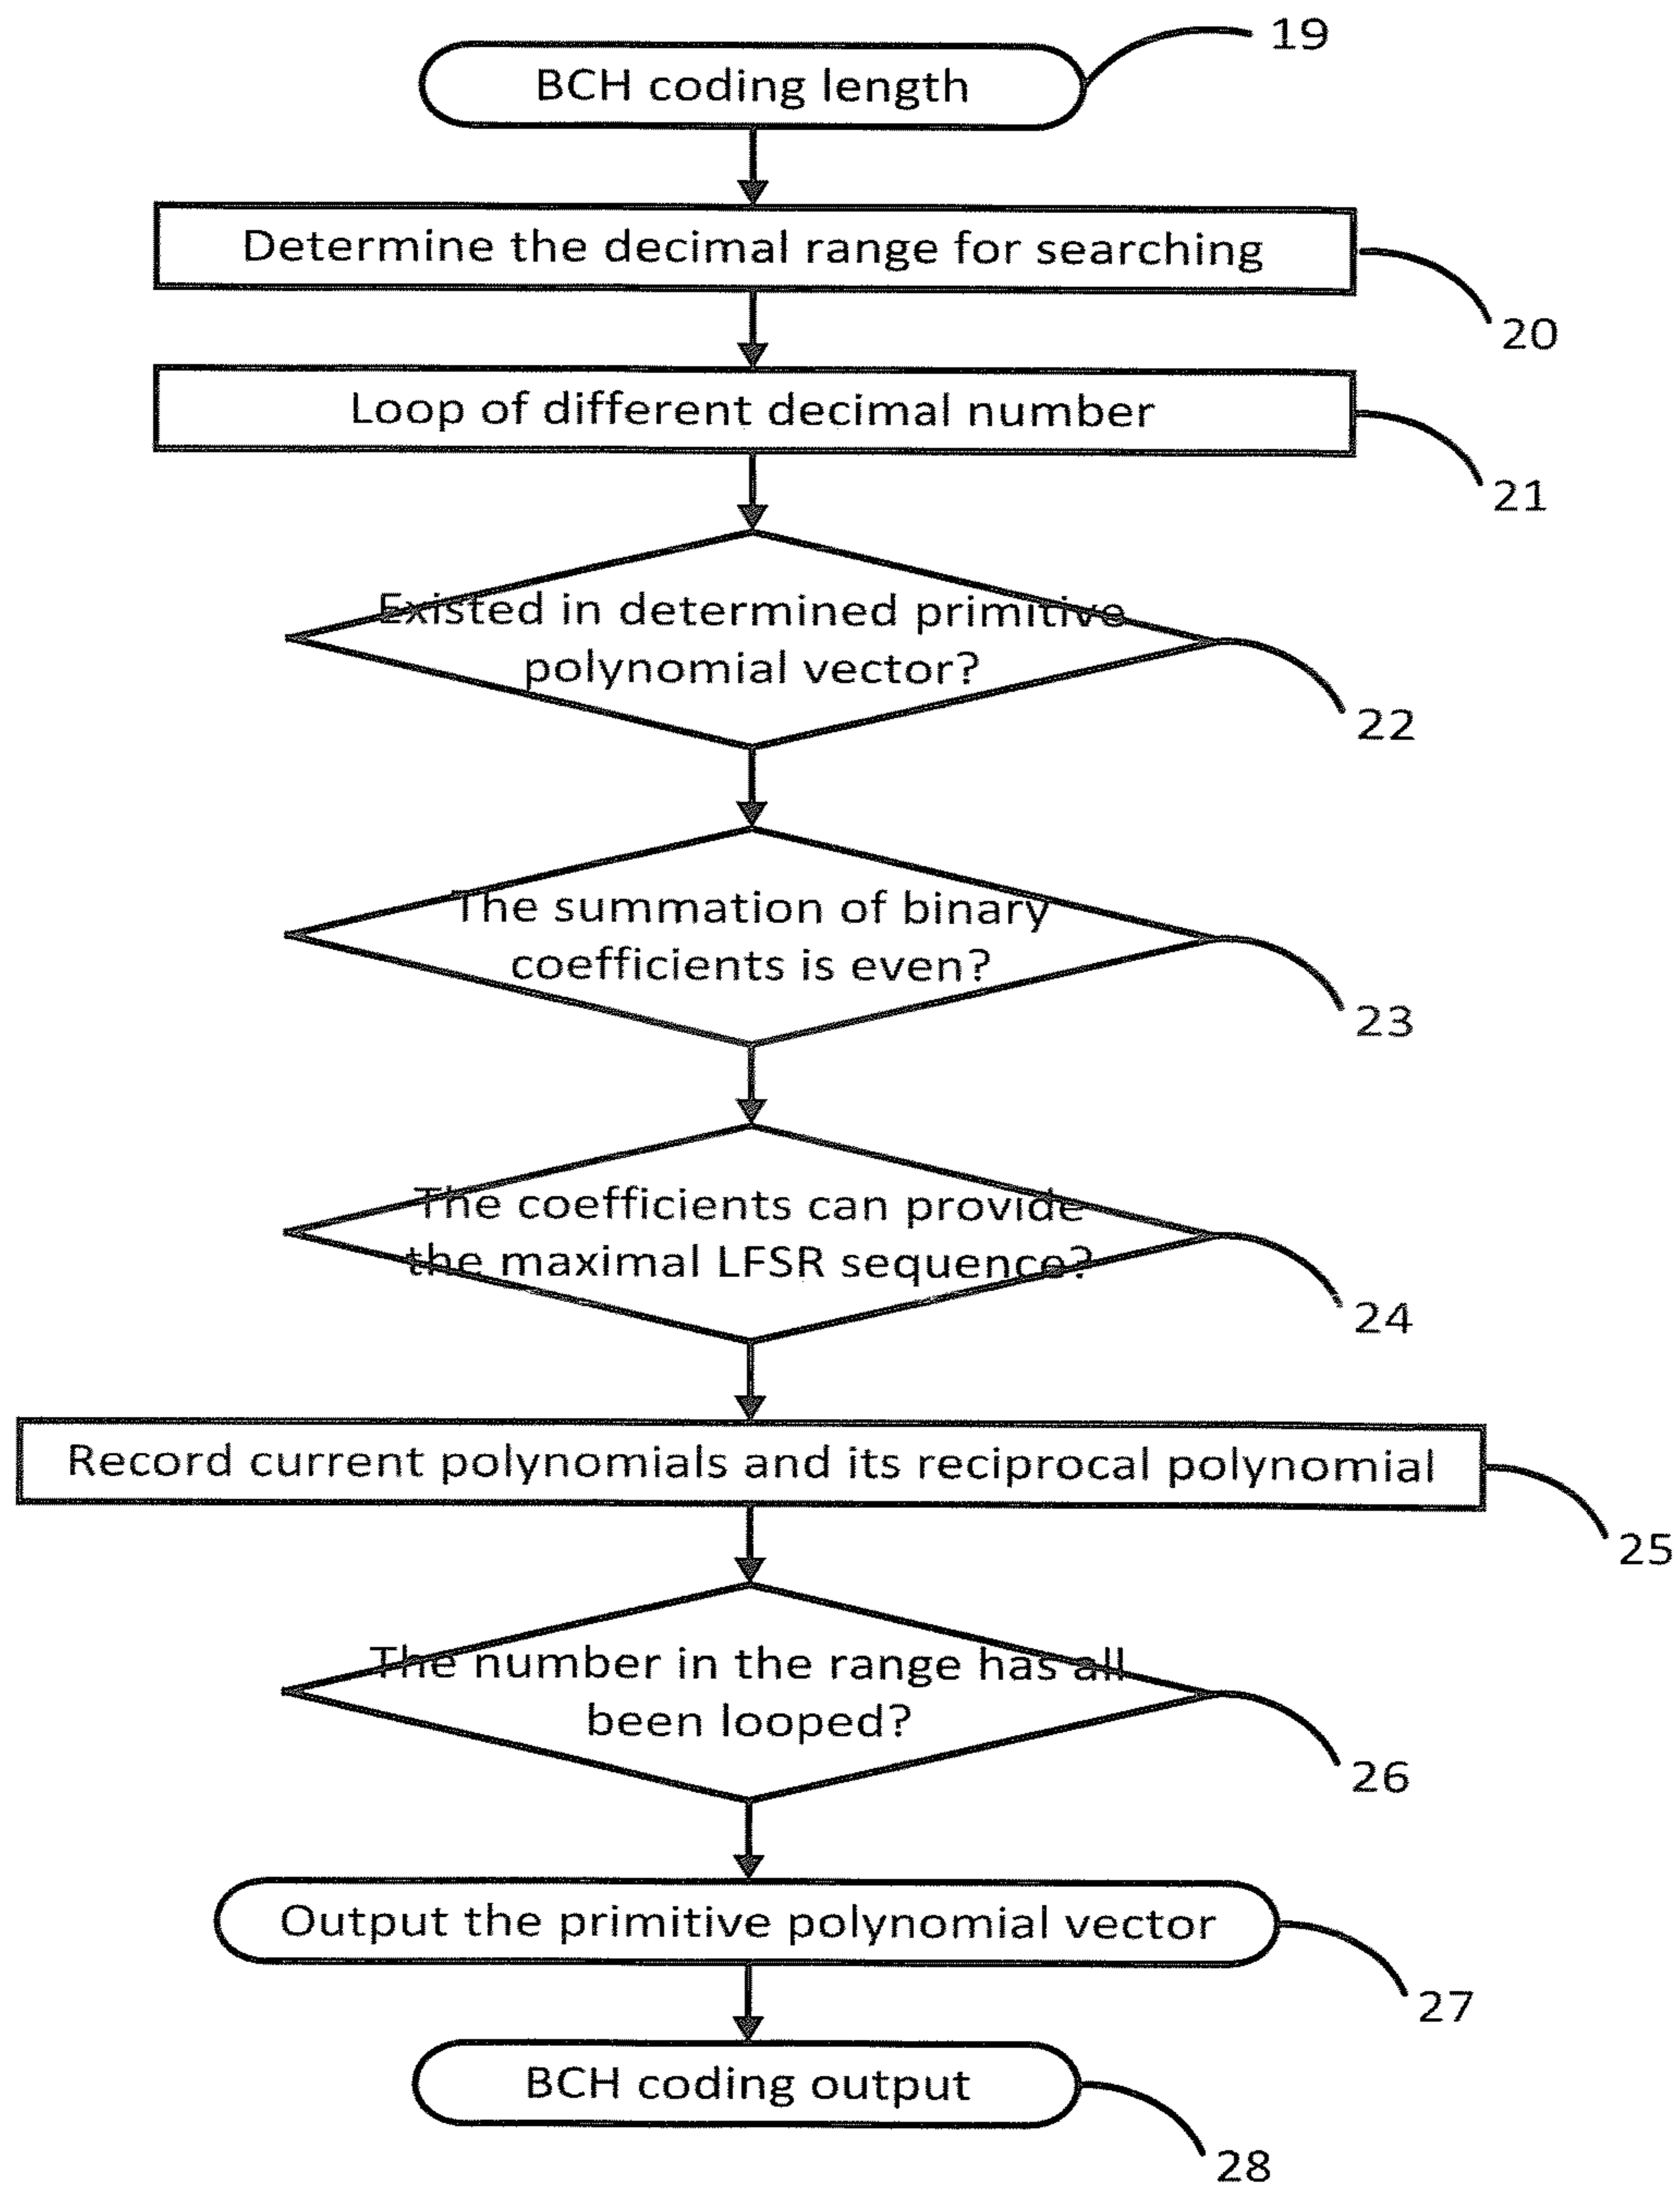 19
BCH coding length
Determine the decimal range for searching
20
Loop of different decimal number
21
Existed in determined primitive
polynomial vector?
22
The summation of binary
coefficients is even?
23
The coefficients can provide
the maximal LFSR sequence?
24
Record current polynomials and its reciprocal polynomial
25
The number in the range has all
been looped?
26
Output the primitive polynomial vector
27
BCH coding output
28